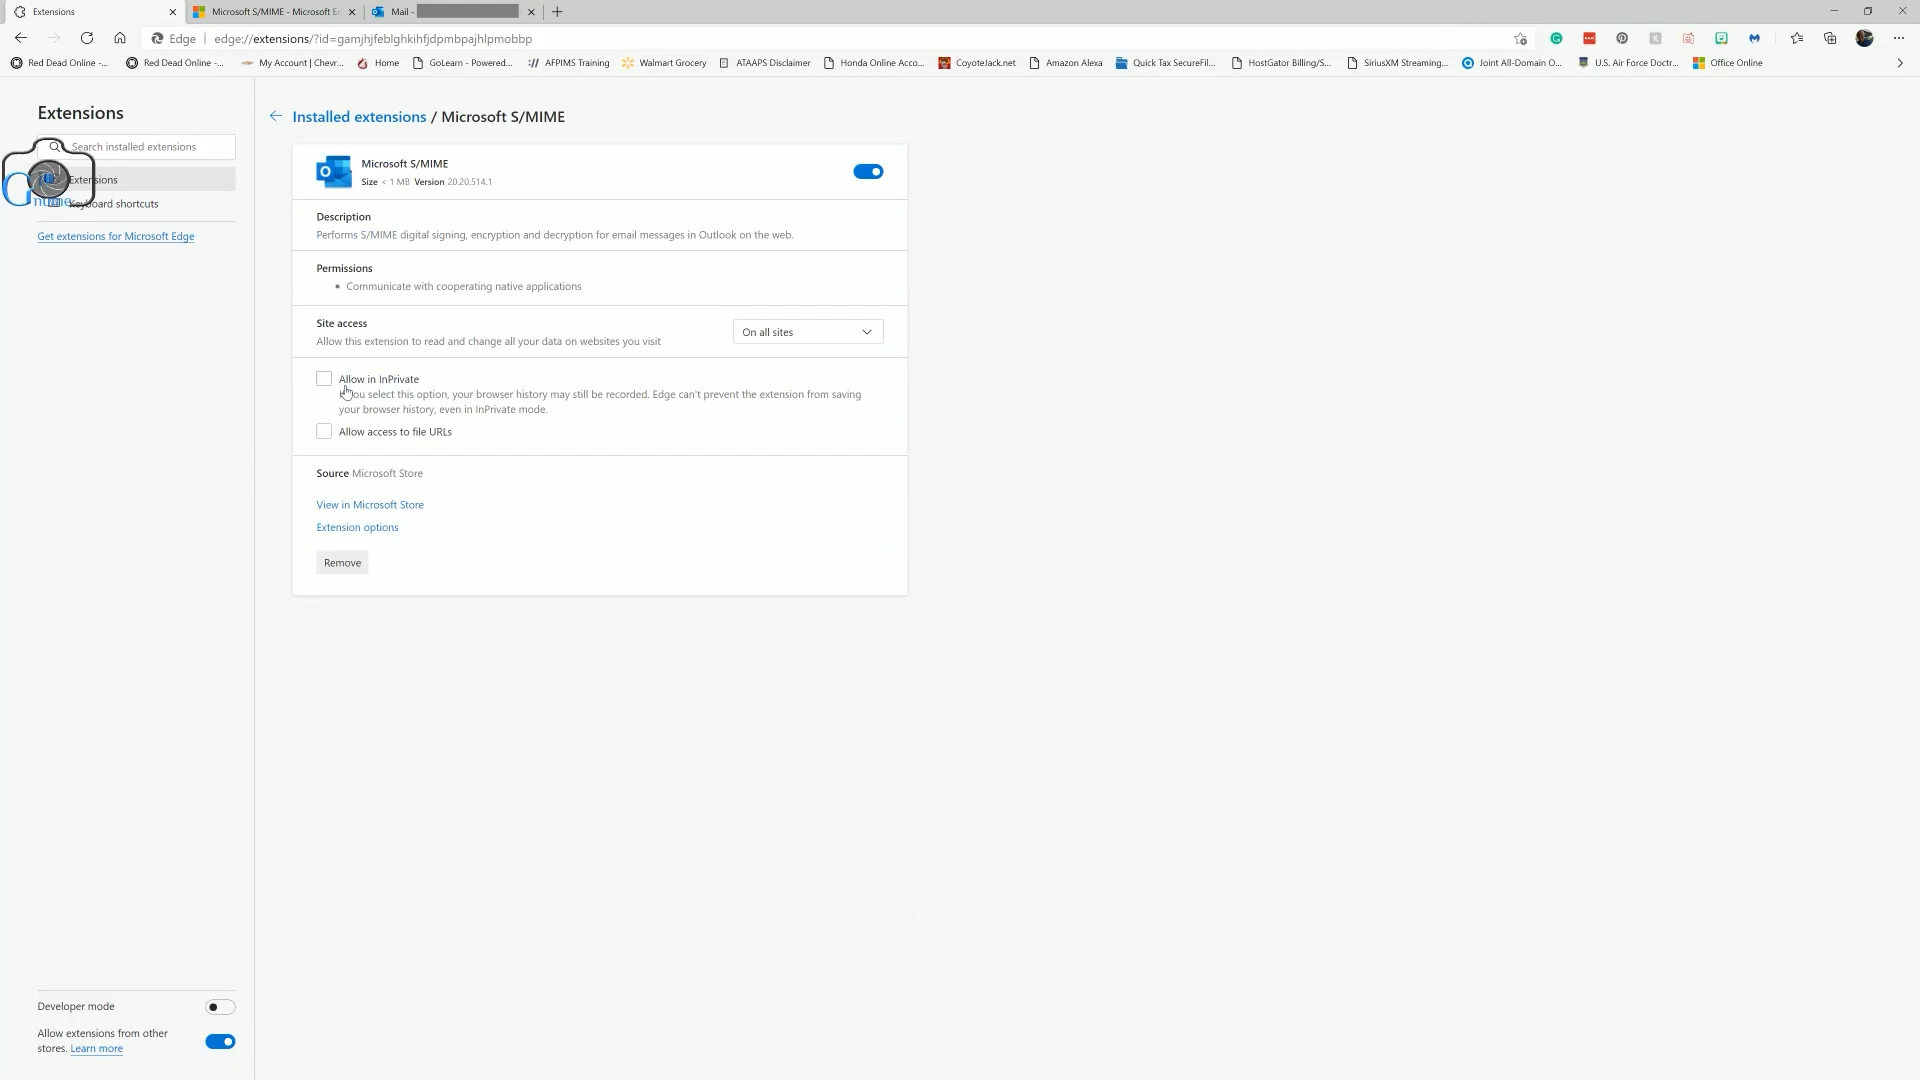 Extensions
Microsoft S/MIME - Microsoft E
Mail -
Edge
edge://extensions/?id=gamjhjfeblghkihfjdpmbpajhlpmobbp
Red Dead Online -...
Red Dead Online -...
My Account | Chevr...
Home
GoLearn - Powered...
AFPIMS Training
Walmart Grocery
ATAAPS Disclaimer
Honda Online Acco...
CoyoteJack.net
Amazon Alexa
Quick Tax SecureFil...
HostGator Billing/S...
SiriusXM Streaming...
Joint All-Domain O...
U.S. Air Force Doctr...
Office Online
Extensions
Search installed extensions
Extensions
Keyboard shortcuts
Get extensions for Microsoft Edge
Installed extensions / Microsoft S/MIME
Microsoft S/MIME
Size < 1 MB Version 20.20.514.1
Description
Performs S/MIME digital signing, encryption and decryption for email messages in Outlook on the web.
Permissions
Communicate with cooperating native applications
Site access
Allow this extension to read and change all your data on websites you visit
On all sites
Allow in InPrivate
If you select this option, your browser history may still be recorded. Edge can't prevent the extension from saving
your browser history, even in InPrivate mode.
Allow access to file URLs
Source Microsoft Store
View in Microsoft Store
Extension options
Remove
Developer mode
Allow extensions from other
stores. Learn more